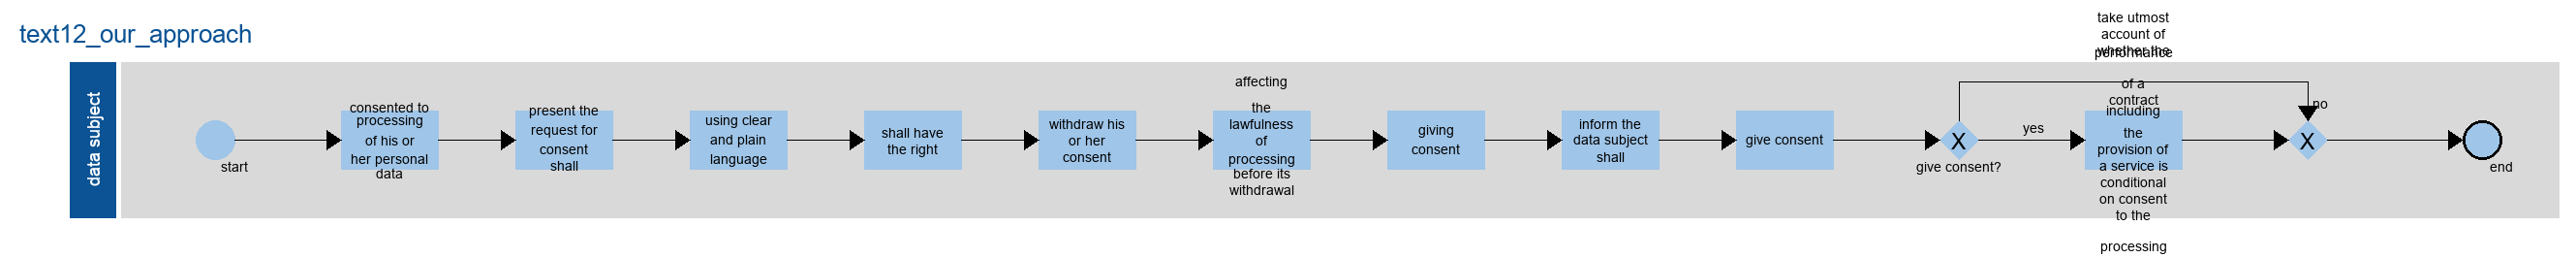 text12_our_approach
data subject
start
consented to
processing
of his or
her personal
data
present the
request for
consent
shall
using clear
and plain
language
shall have
the right
withdraw his
or her
consent
affecting
the
lawfulness
of
processing
before its
withdrawal
giving
consent
inform the
data subject
shall
give consent
X
give consent?
yes
take utmost
account of
whether the
performance
of a
contract
including
the
provision of
a service is
conditional
on consent
to the
processing
no
X
end